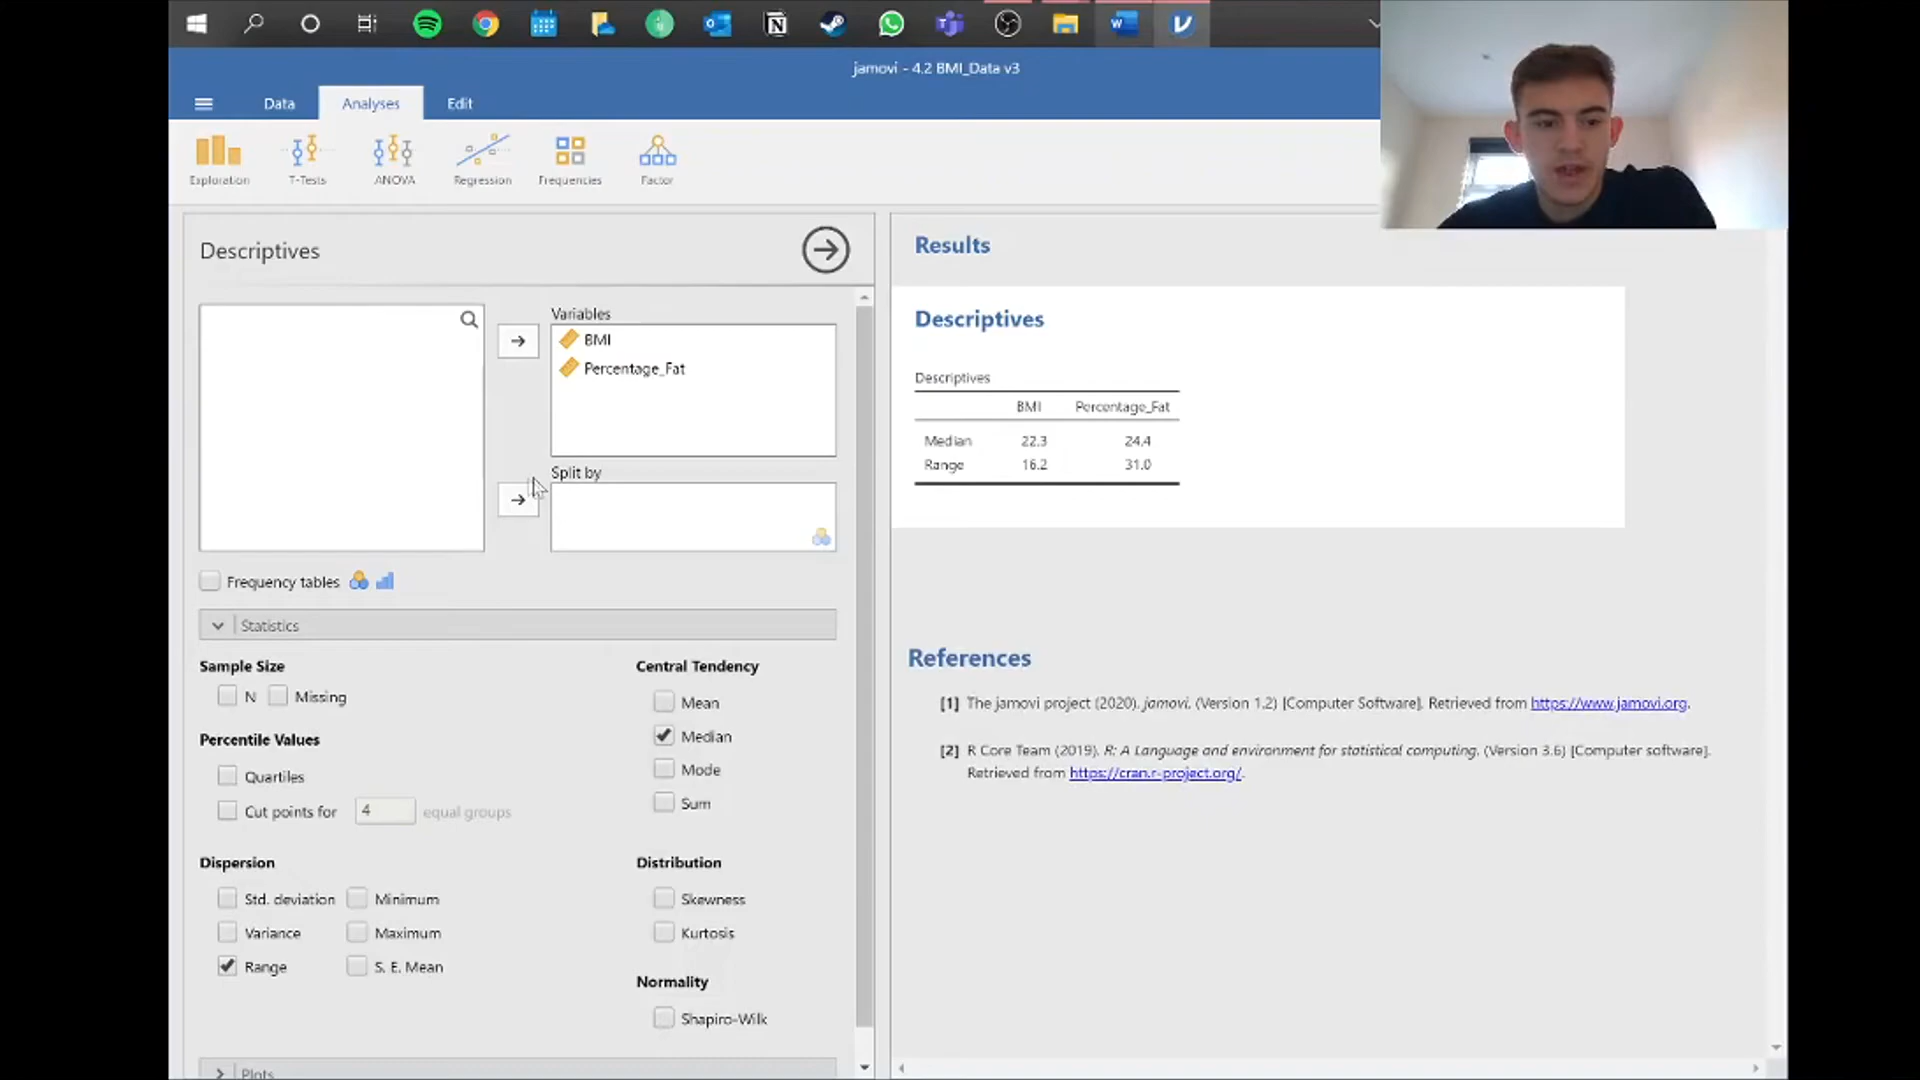 jamovi - 4.2 BMI_Data v3
Data Analyses Edit
Exploration T-Tests ANOVA Regression Frequencies Factor
Descriptives
Variables
BMI
Percentage_Fat
Split by
Frequency tables
Statistics
Sample Size
N Missing
Percentile Values
Quartiles
Cut points for 4 equal groups
Dispersion
Std. deviation Minimum
Variance Maximum
Range S. E. Mean
Central Tendency
Mean
Median
Mode
Sum
Distribution
Skewness
Kurtosis
Normality
Shapiro-Wilk
Plots
Results
Descriptives
Descriptives
BMI Percentage_Fat
Median 22.3 24.4
Range 16.2 31.0
References
[1] The jamovi project (2020). jamovi. (Version 1.2) [Computer Software]. Retrieved from https://www.jamovi.org.
[2] R Core Team (2019). R: A Language and environment for statistical computing. (Version 3.6) [Computer software].
Retrieved from https://cran.r-project.org/.